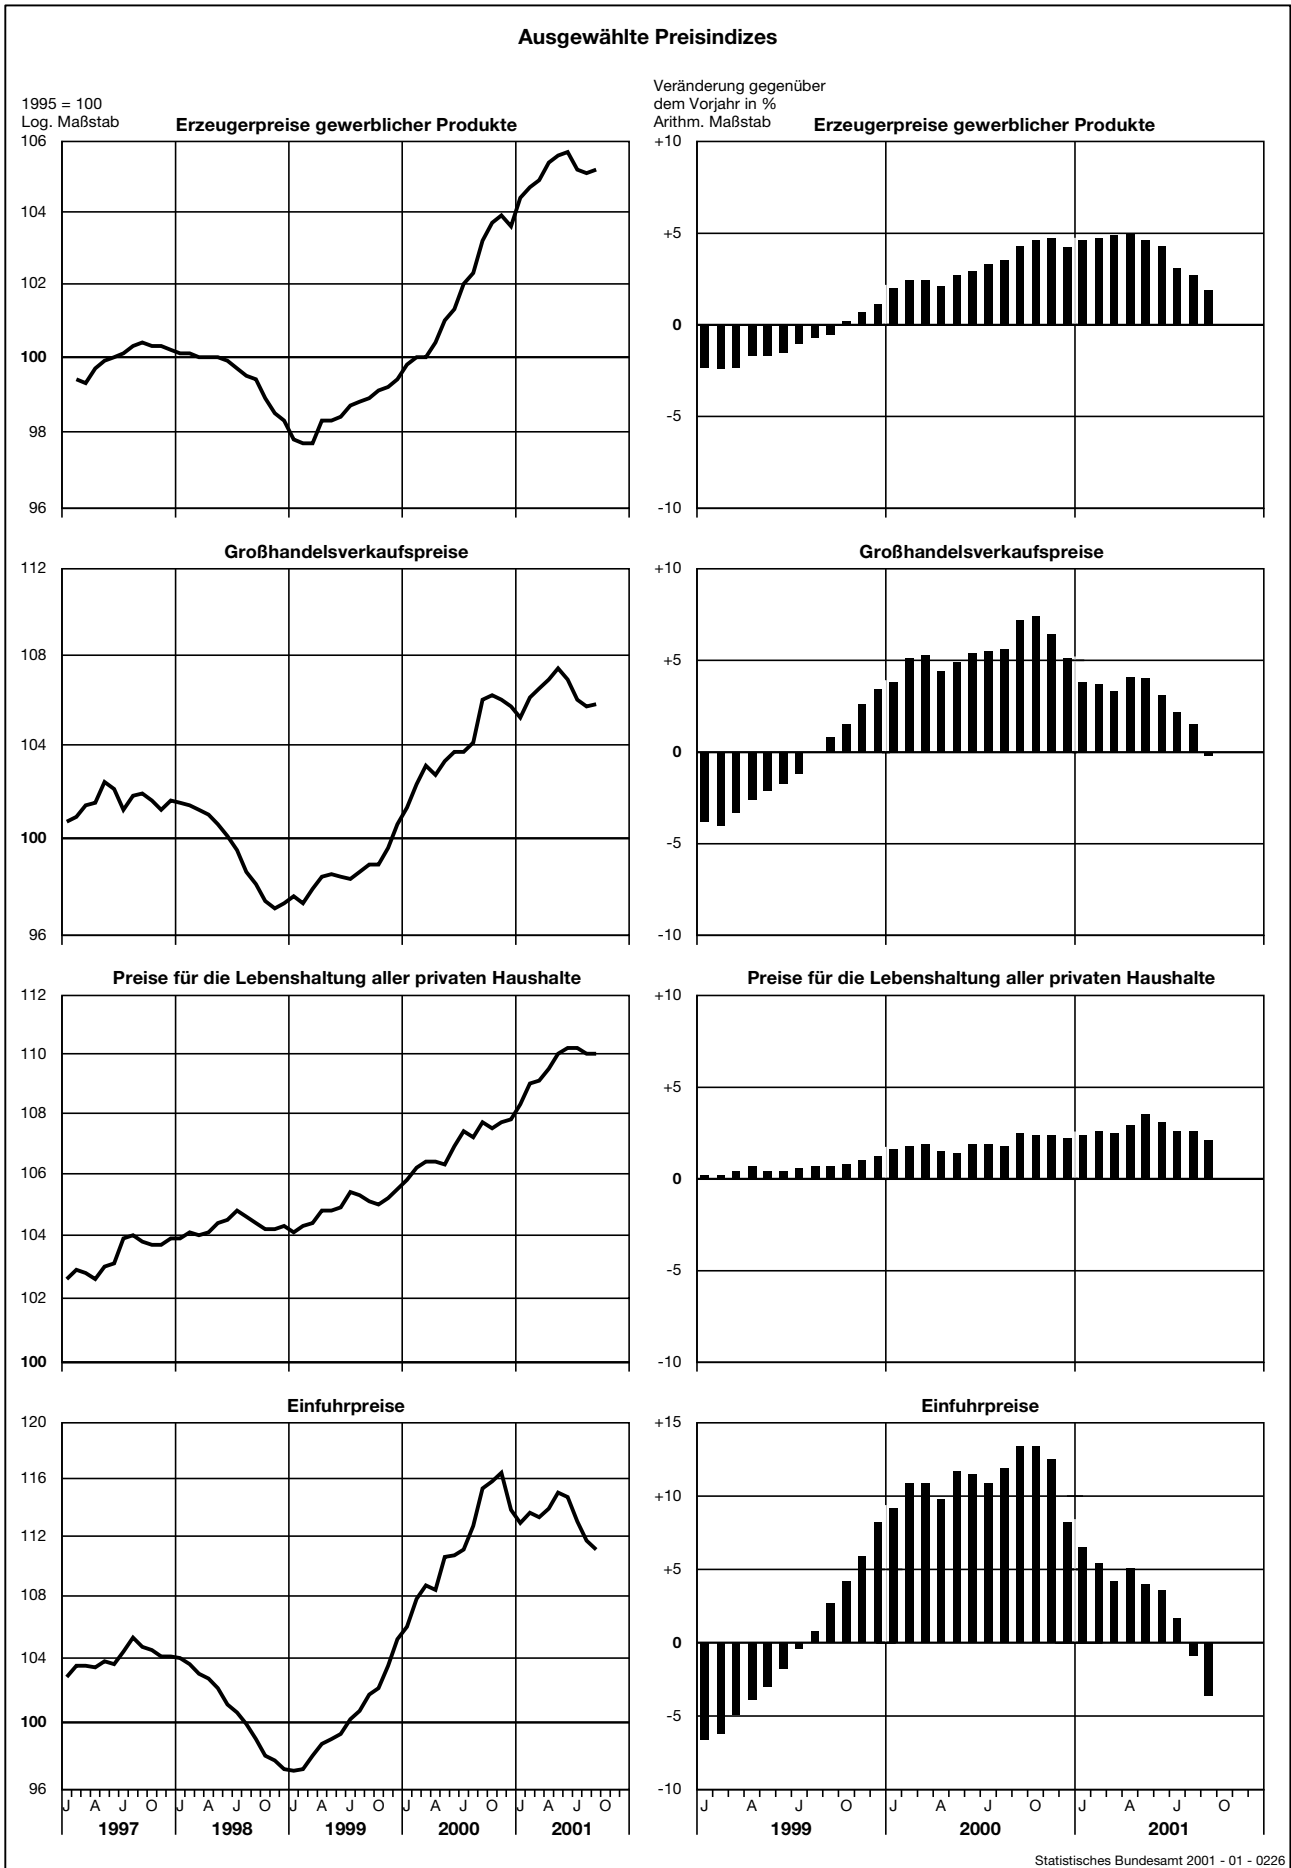 Ausgewählte Preisindizes
1995 = 100
Log. Maßstab
Erzeugerpreise gewerblicher Produkte
106
104
102
100
98
96
Veränderung gegenüber
dem Vorjahr in %
Arithm. Maßstab
Erzeugerpreise gewerblicher Produkte
+10
+5
0
-5
-10
Großhandelsverkaufspreise
112
108
104
100
96
Großhandelsverkaufspreise
+10
+5
0
-5
-10
Preise für die Lebenshaltung aller privaten Haushalte
112
110
108
106
104
102
100
Preise für die Lebenshaltung aller privaten Haushalte
+10
+5
0
-5
-10
Einfuhrpreise
120
116
112
108
104
100
96
J A J O J A J O J A J O J A J O J A J O
1997 1998 1999 2000 2001
Einfuhrpreise
+15
+10
+5
0
-5
-10
J A J O J A J O J A J O
1999 2000 2001
Statistisches Bundesamt 2001 - 01 - 0226